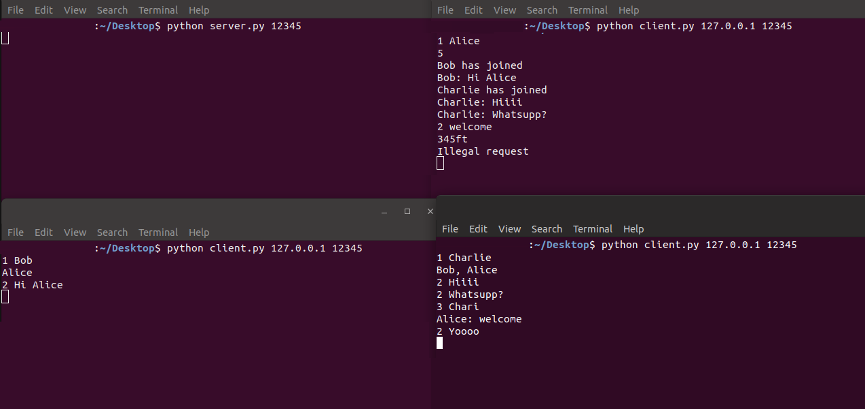 File Edit View Search Terminal Help
:~/Desktop$ python server.py 12345
File Edit View Search Terminal Help
:~/Desktop$ python client.py 127.0.0.1 12345
1 Alice
5
Bob has joined
Bob: Hi Alice
Charlie has joined
Charlie: Hiiii
Charlie: Whatsupp?
2 welcome
345ft
Illegal request
File Edit View Search Terminal Help
:~/Desktop$ python client.py 127.0.0.1 12345
1 Bob
Alice
2 Hi Alice
File Edit View Search Terminal Help
:~/Desktop$ python client.py 127.0.0.1 12345
1 Charlie
Bob, Alice
2 Hiiii
2 Whatsupp?
3 Chari
Alice: welcome
2 Yoooo